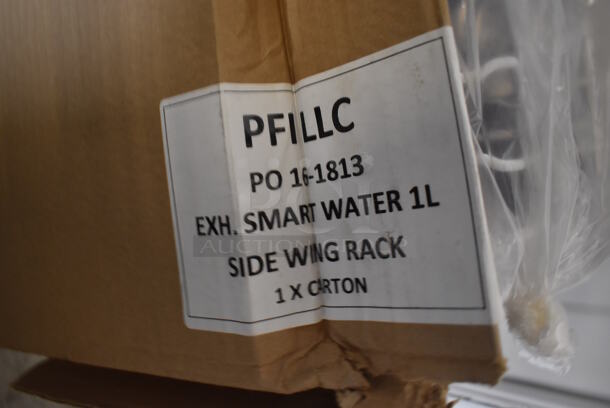 PFILLC
PO 16-1813
EXH. SMART WATER 1L
SIDE WING RACK
1 X CARTON